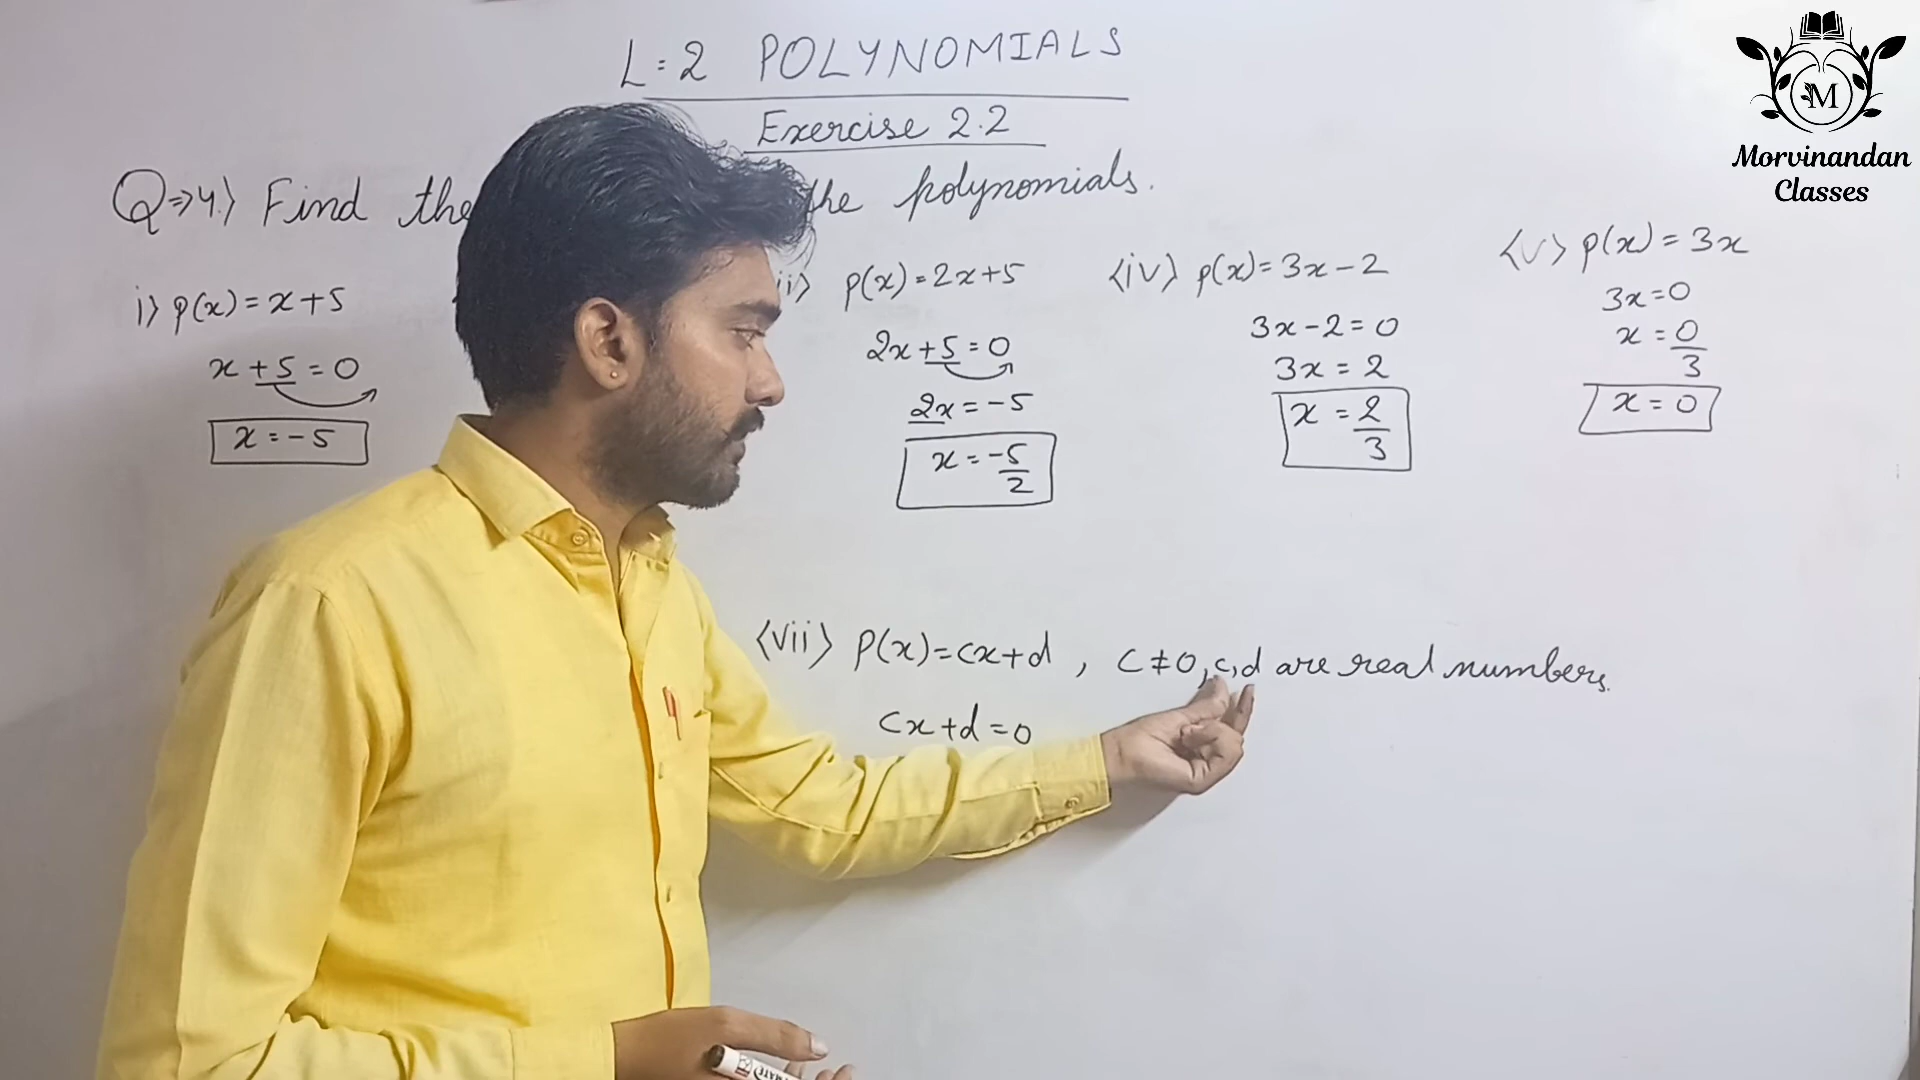 L:2 POLYNOMIALS
Exercise 2.2
Q⇒4.) Find the the polynomials.
i> p(x) = x+5
x+5=0
x = -5
ii> p(x) = 2x+5
2x+5=0
2x = -5
x = -5/2
<iv> p(x) = 3x-2
3x-2=0
3x = 2
x = 2/3
<v> p(x) = 3x
3x=0
x = 0/3
x = 0
<vii> p(x) = cx+d , c≠0, c,d are real numbers.
cx+d=0
M
Morvinandan
Classes